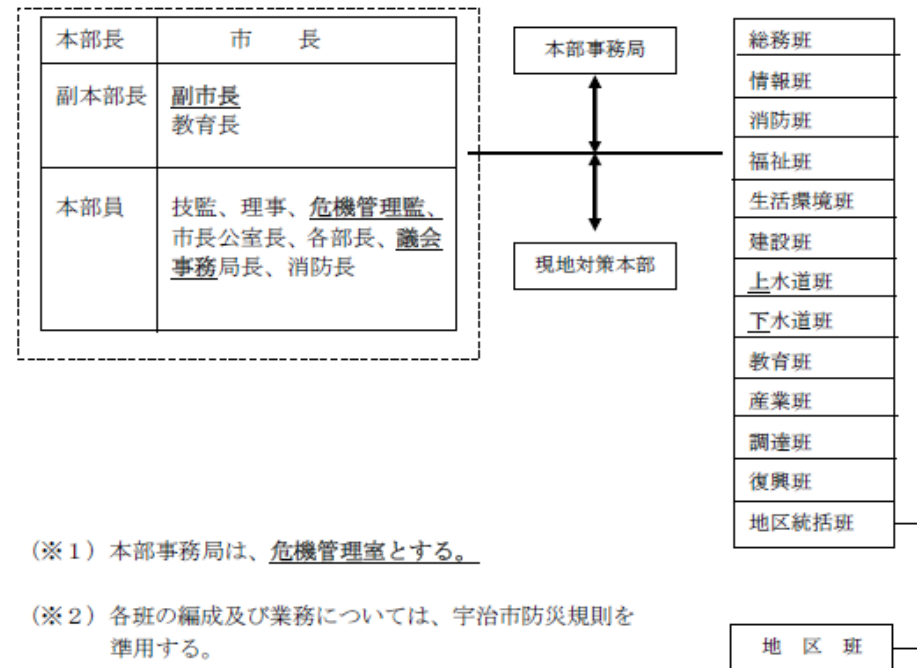 本部長 市 長
副本部長 副市長
教育長
本部員 技監、理事、危機管理監、
市長公室長、各部長、議会
事務局長、消防長
本部事務局
現地対策本部
総務班
情報班
消防班
福祉班
生活環境班
建設班
上水道班
下水道班
教育班
産業班
調達班
復興班
地区統括班
(※1) 本部事務局は、危機管理室とする。
(※2) 各班の編成及び業務については、宇治市防災規則を
準用する。
地 区 班